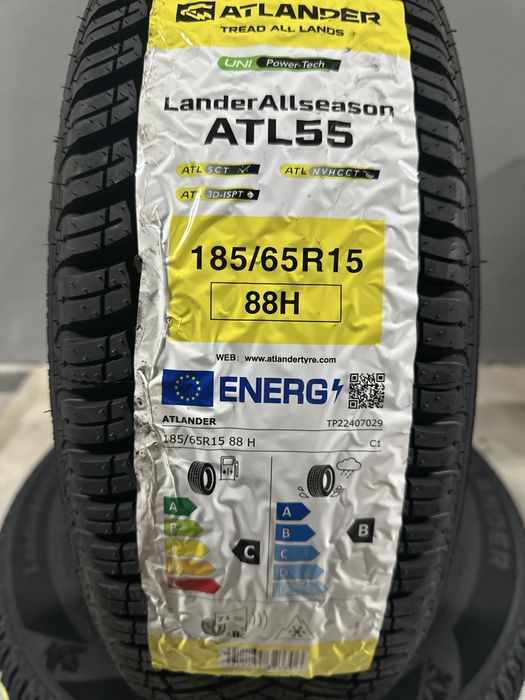 ATLANDER
TREAD ALL LANDS
UNI Power-Tech
LanderAllseason
ATL55
ATL SCT
ATL NVHCCT
ATL 3D-ISPT
185/65R15
88H
WEB: www.atlandertyre.com
ENERG
ATLANDER
TP22407029
185/65R15 88 H
C1
A
B
C
D
C
A
B
C
D
B